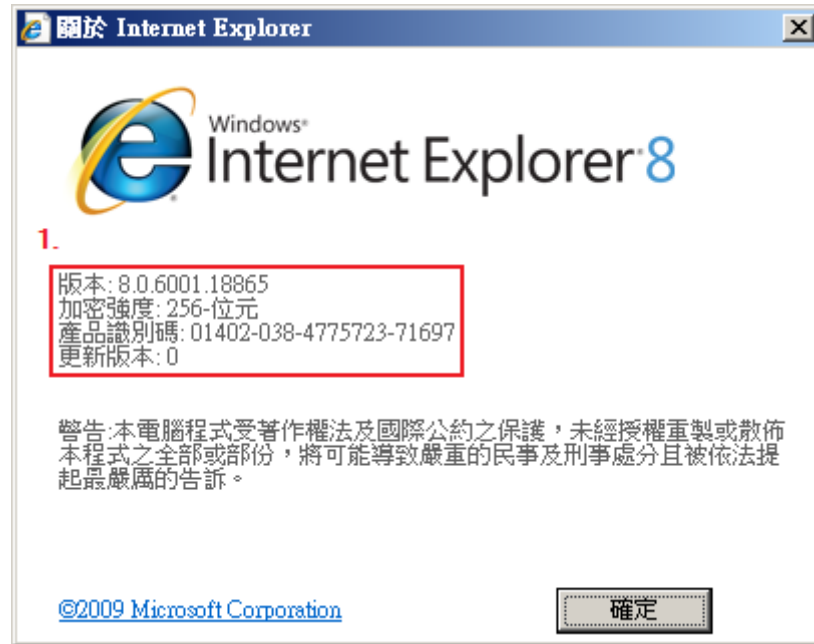 關於 Internet Explorer
Windows®
Internet Explorer 8
1.
版本: 8.0.6001.18865
加密強度: 256-位元
產品識別碼: 01402-038-4775723-71697
更新版本: 0
警告:本電腦程式受著作權法及國際公約之保護，未經授權重製或散佈
本程式之全部或部份，將可能導致嚴重的民事及刑事處分且被依法提
起最嚴厲的告訴。
©2009 Microsoft Corporation
確定